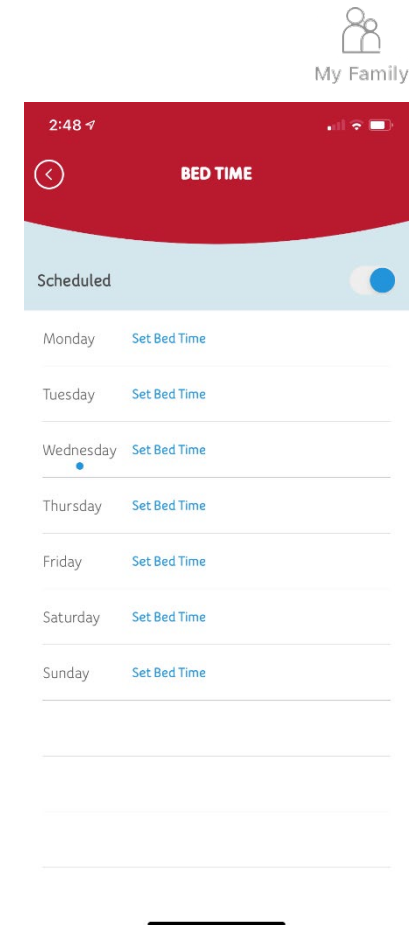 My Family
2:48
BED TIME
Scheduled
Monday Set Bed Time
Tuesday Set Bed Time
Wednesday Set Bed Time
Thursday Set Bed Time
Friday Set Bed Time
Saturday Set Bed Time
Sunday Set Bed Time